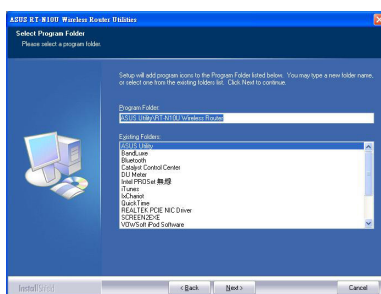 ASUS RT-N10U Wireless Router Utilities
Select Program Folder
Please select a program folder.
Setup will add program icons to the Program Folder listed below. You may type a new folder name, or select one from the existing folders list. Click Next to continue.
Program Folder:
ASUS Utility\RT-N10U Wireless Router
Existing Folders:
ASUS Utility
BandLuxe
Bluetooth
Catalyst Control Center
DU Meter
Intel PROSet 無線
iTunes
IxChariot
QuickTime
REALTEK PCIE NIC Driver
SCREEN2EXE
VOWSoft iPod Software
InstallShield
< Back
Next >
Cancel